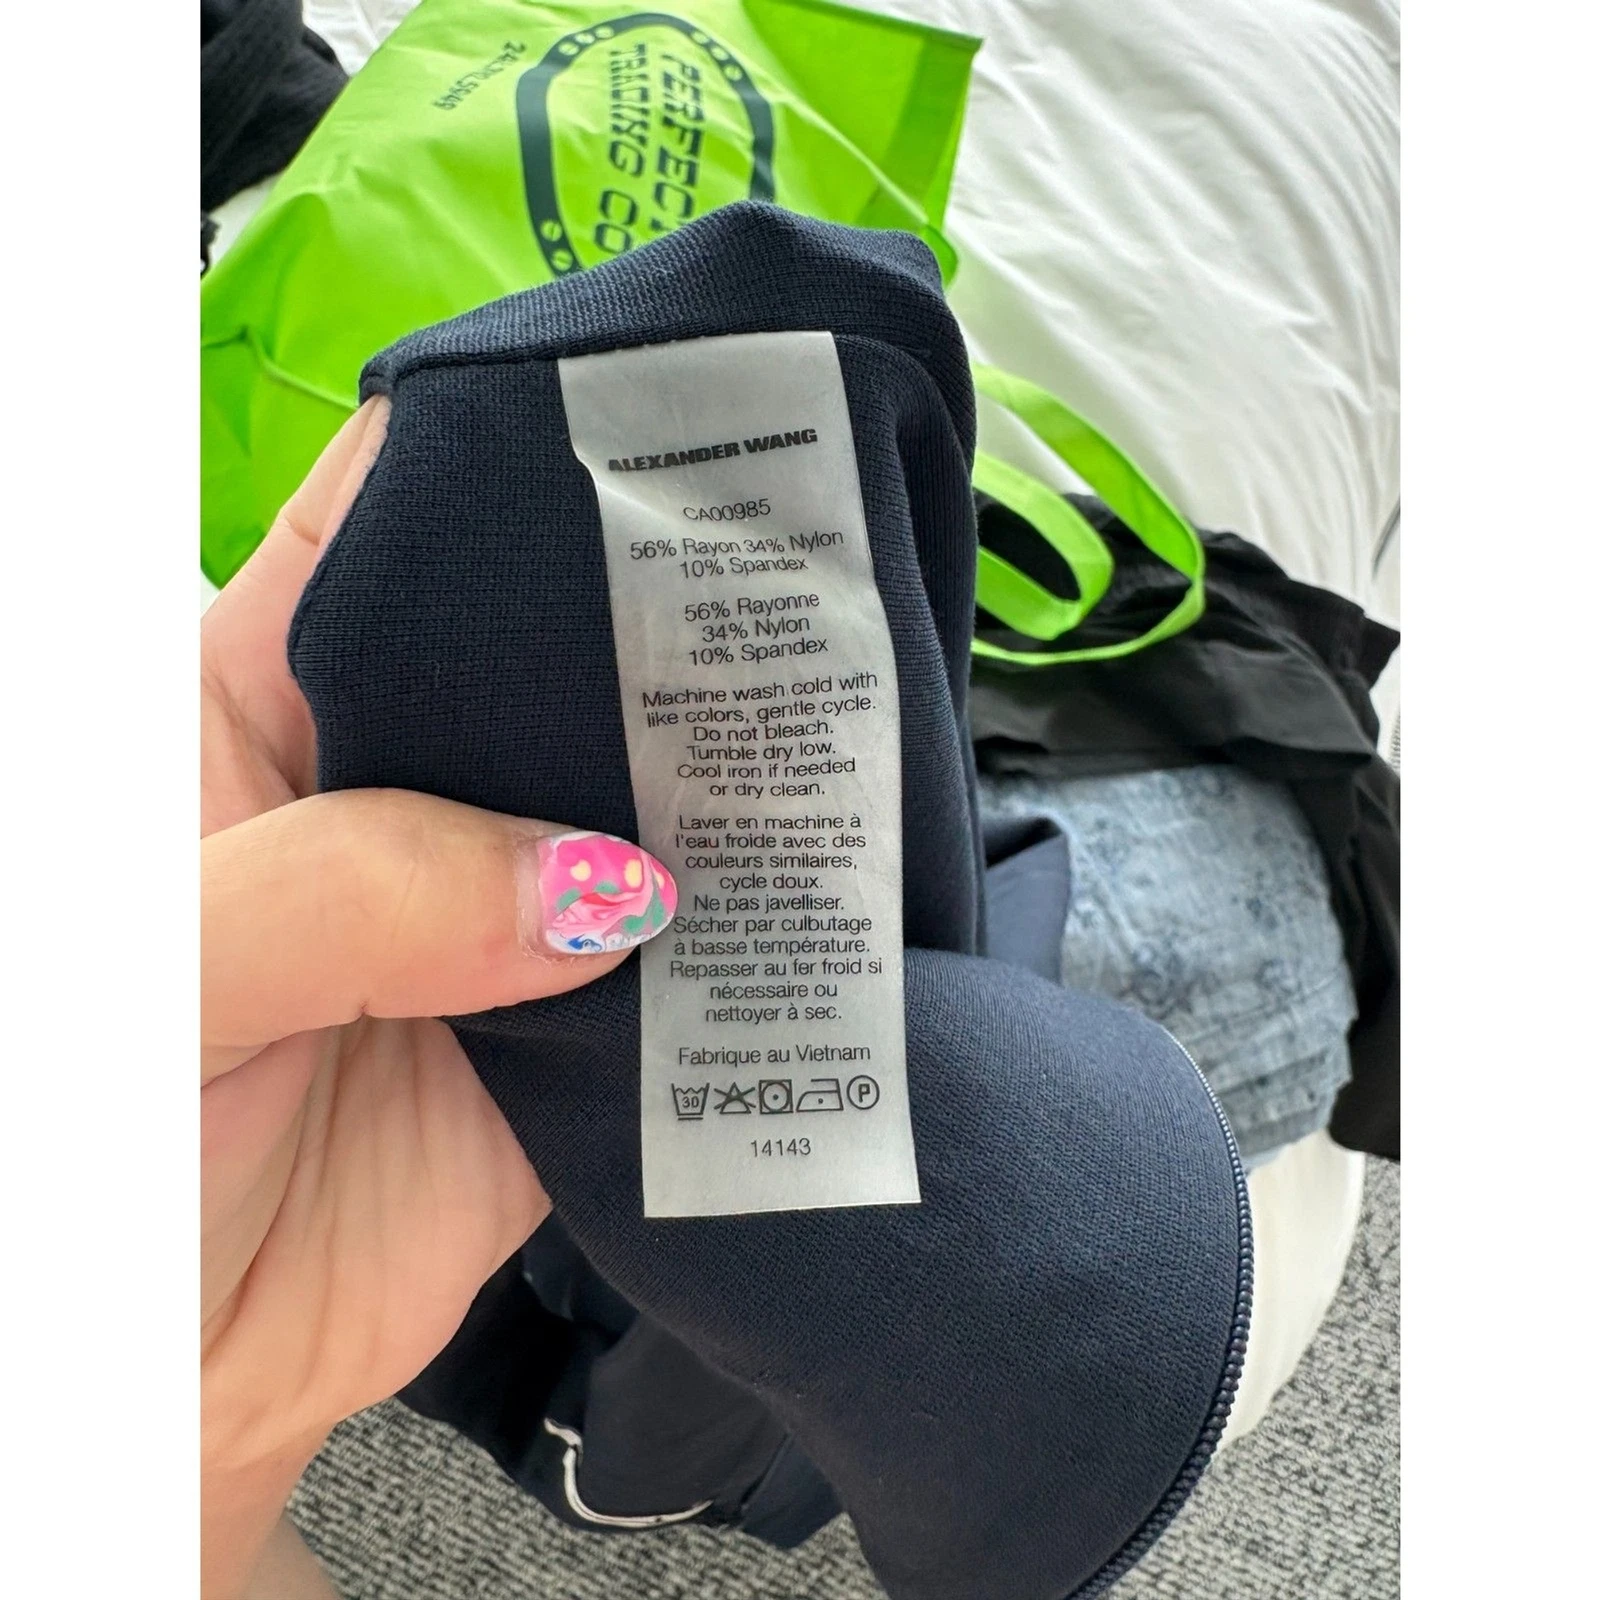 PERFECT
TRADING CO
ALEXANDER WANG
CA00985
56% Rayon 34% Nylon
10% Spandex
56% Rayonne
34% Nylon
10% Spandex
Machine wash cold with
like colors, gentle cycle.
Do not bleach.
Tumble dry low.
Cool iron if needed
or dry clean.
Laver en machine à
l'eau froide avec des
couleurs similaires,
cycle doux.
Ne pas javelliser.
Sécher par culbutage
à basse température.
Repasser au fer froid si
nécessaire ou
nettoyer à sec.
Fabrique au Vietnam
30
P
14143